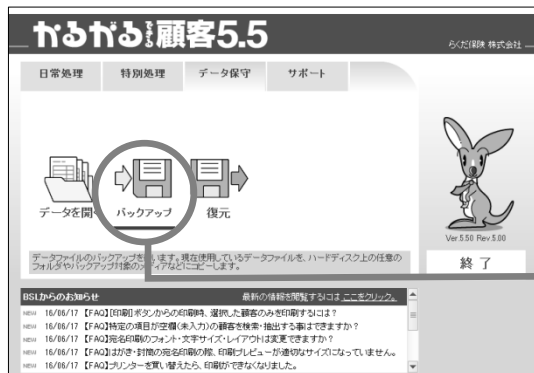 かるがるできる顧客5.5
らくだ保険 株式会社
日常処理 特別処理 データ保守 サポート
データを開く バックアップ 復元
データファイルのバックアップを行います。現在使用しているデータファイルを、ハードディスク上の任意の
フォルダやバックアップ対象のメディアなどにコピーします。
Ver.5.50 Rev.5.00
終了
BSLからのお知らせ 最新の情報を閲覧するには ここをクリック。
NEW 16/06/17 【FAQ】[印刷]ボタンからの印刷時、選択した顧客のみを印刷するには？
NEW 16/06/17 【FAQ】特定の項目が空欄(未入力)の顧客を検索・抽出する事はできますか？
NEW 16/06/17 【FAQ】宛名印刷のフォント・文字サイズ・レイアウトは変更できますか？
NEW 16/06/17 【FAQ】はがき・封筒の宛名印刷の際、印刷プレビューが適切なサイズになっていません。
NEW 16/06/17 【FAQ】プリンターを買い替えたら、印刷ができなくなりました。